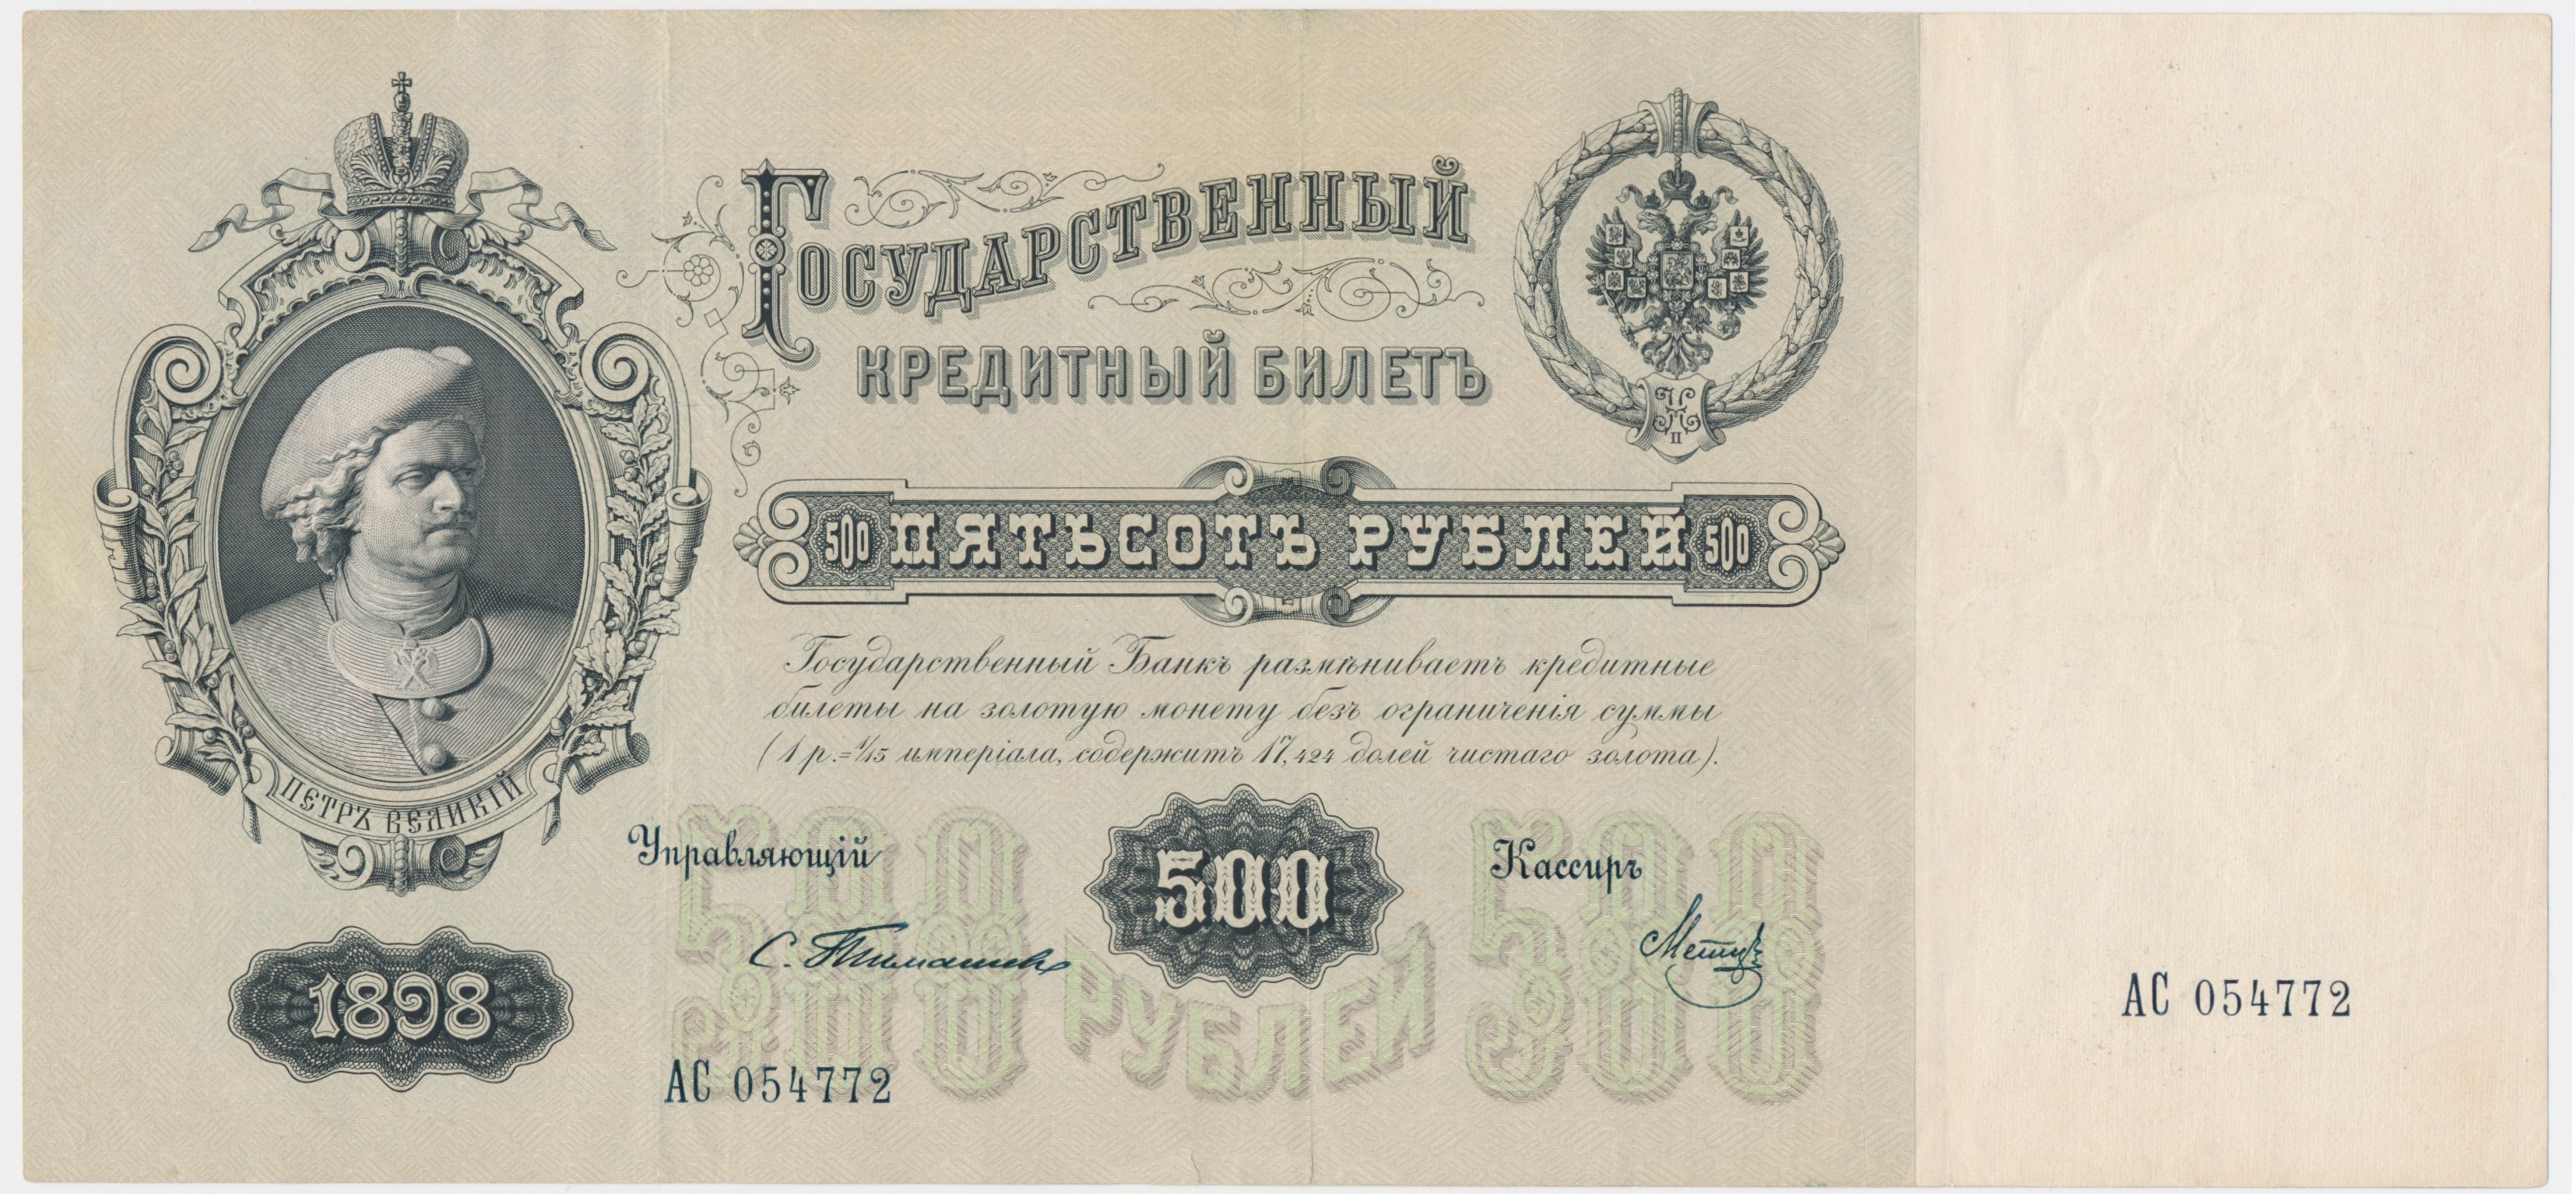 Государственный
кредитный билетъ
500 ПЯТЬСОТЪ РУБЛЕЙ 500
Государственный Банкъ размѣниваетъ кредитные
билеты на золотую монету безъ ограниченія суммы
(1 р.=1/15 имперіала, содержитъ 17,424 долей чистаго золота).
ПЕТРЪ ВЕЛИКІЙ
Н II
Управляющій
500
Кассиръ
С. Тимашевъ
500 РУБЛЕЙ 500
1898
АС 054772
АС 054772